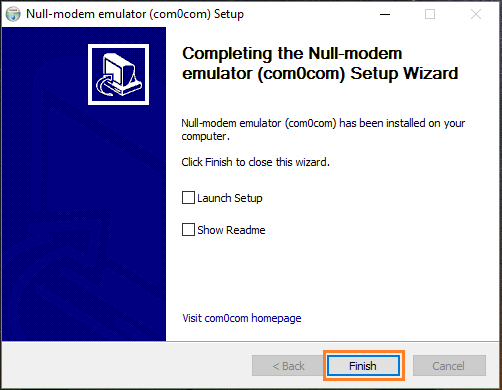 Null-modem emulator (com0com) Setup
Completing the Null-modem
emulator (com0com) Setup Wizard
Null-modem emulator (com0com) has been installed on your
computer.
Click Finish to close this wizard.
Launch Setup
Show Readme
Visit com0com homepage
< Back
Finish
Cancel